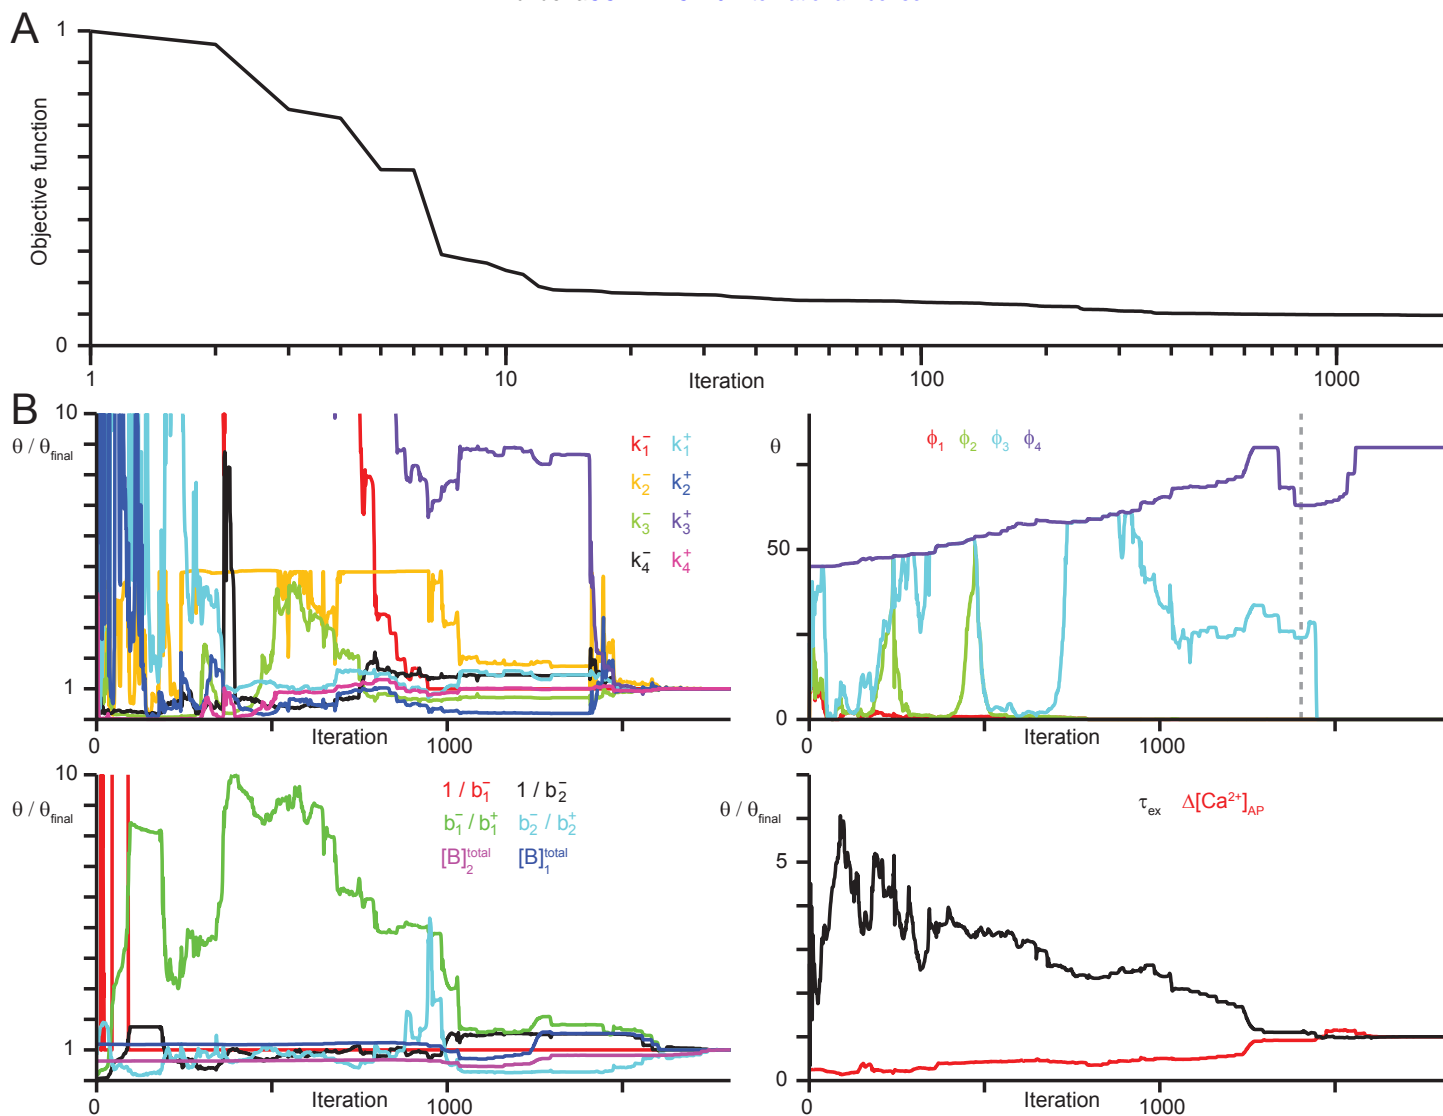 A
1
Objective function
0
1
10
Iteration
100
1000
B
10
θ / θfinal
k₁⁻ k₁⁺
k₂⁻ k₂⁺
k₃⁻ k₃⁺
k₄⁻ k₄⁺
1
0
Iteration
1000
θ
ϕ₁ ϕ₂ ϕ₃ ϕ₄
50
0
0
Iteration
1000
10
θ / θfinal
1 / b₁⁻ 1 / b₂⁻
b₁⁻ / b₁⁺ b₂⁻ / b₂⁺
[B]₂total [B]₁total
1
0
Iteration
1000
θ / θfinal
τex Δ[Ca²⁺]AP
5
0
0
Iteration
1000